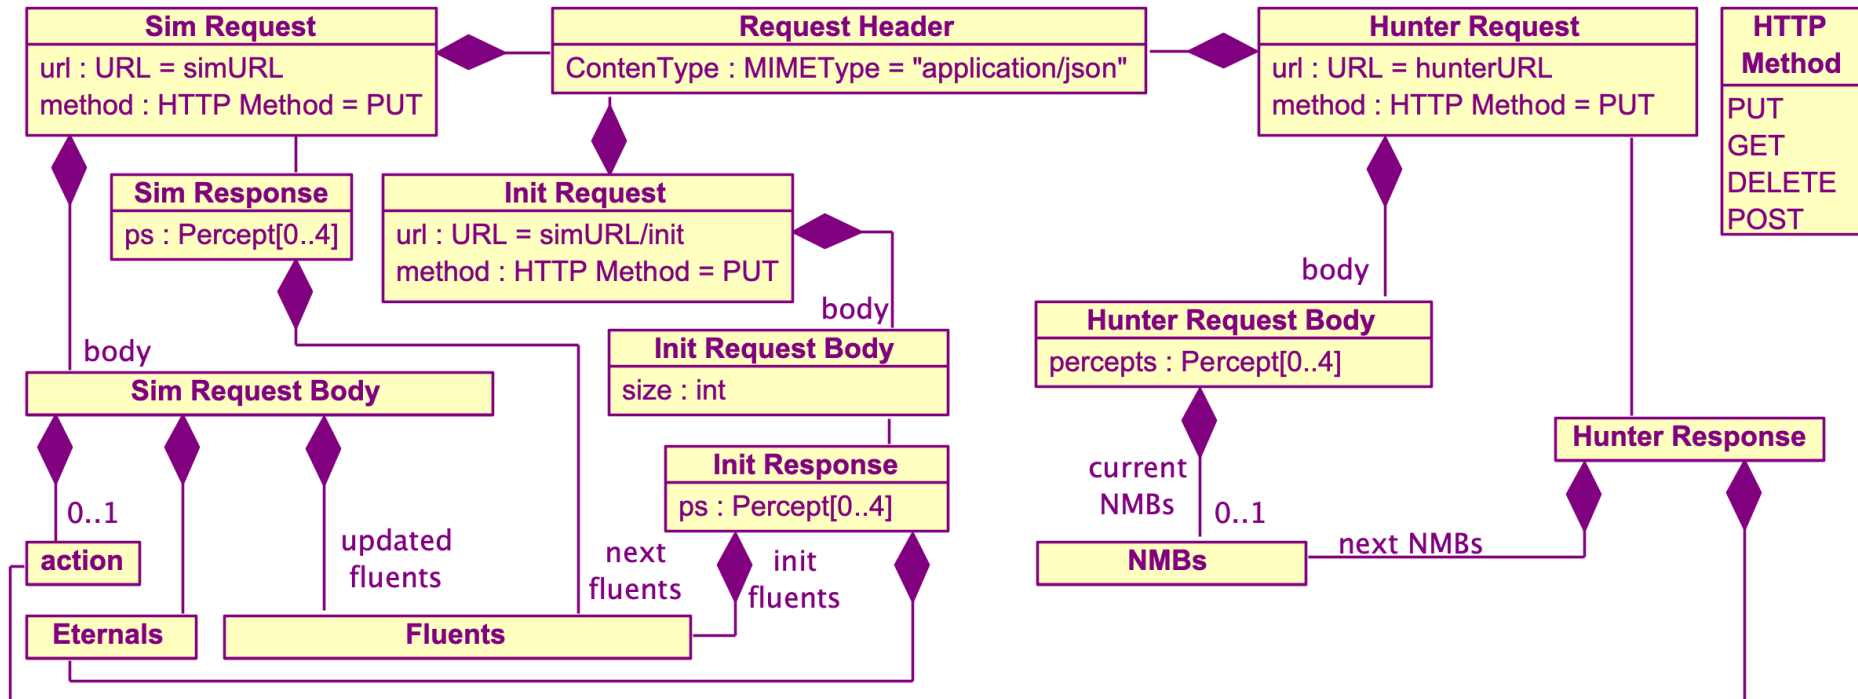 Sim Request
url : URL = simURL
method : HTTP Method = PUT
Request Header
ContenType : MIMEType = "application/json"
Hunter Request
url : URL = hunterURL
method : HTTP Method = PUT
HTTP
Method
PUT
GET
DELETE
POST
Sim Response
ps : Percept[0..4]
Init Request
url : URL = simURL/init
method : HTTP Method = PUT
body
body
body
Hunter Request Body
percepts : Percept[0..4]
Init Request Body
size : int
Sim Request Body
Hunter Response
Init Response
ps : Percept[0..4]
current
NMBs
0..1
0..1
updated
fluents
next
fluents
init
fluents
next NMBs
action
NMBs
Eternals
Fluents